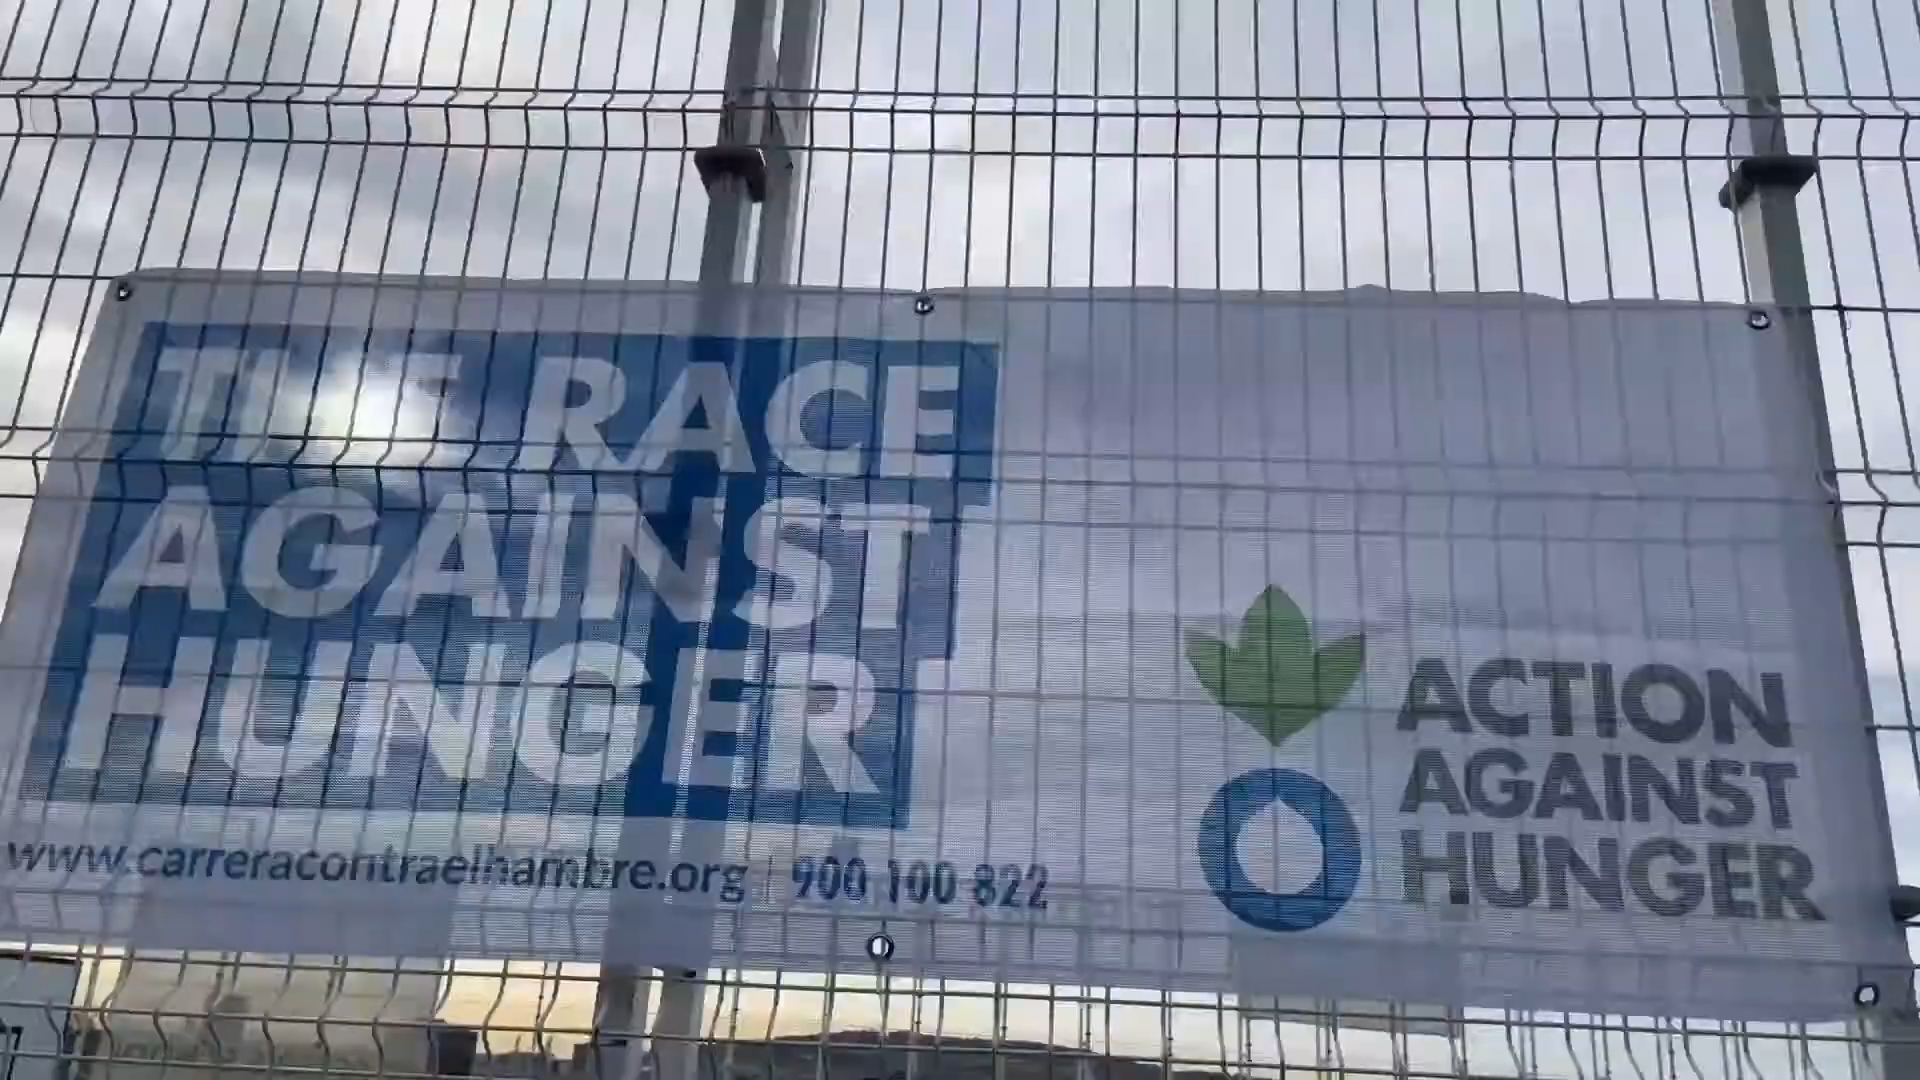 THE RACE
AGAINST
HUNGER
www.carreracontraelhambre.org | 900 100 822
ACTION
AGAINST
HUNGER